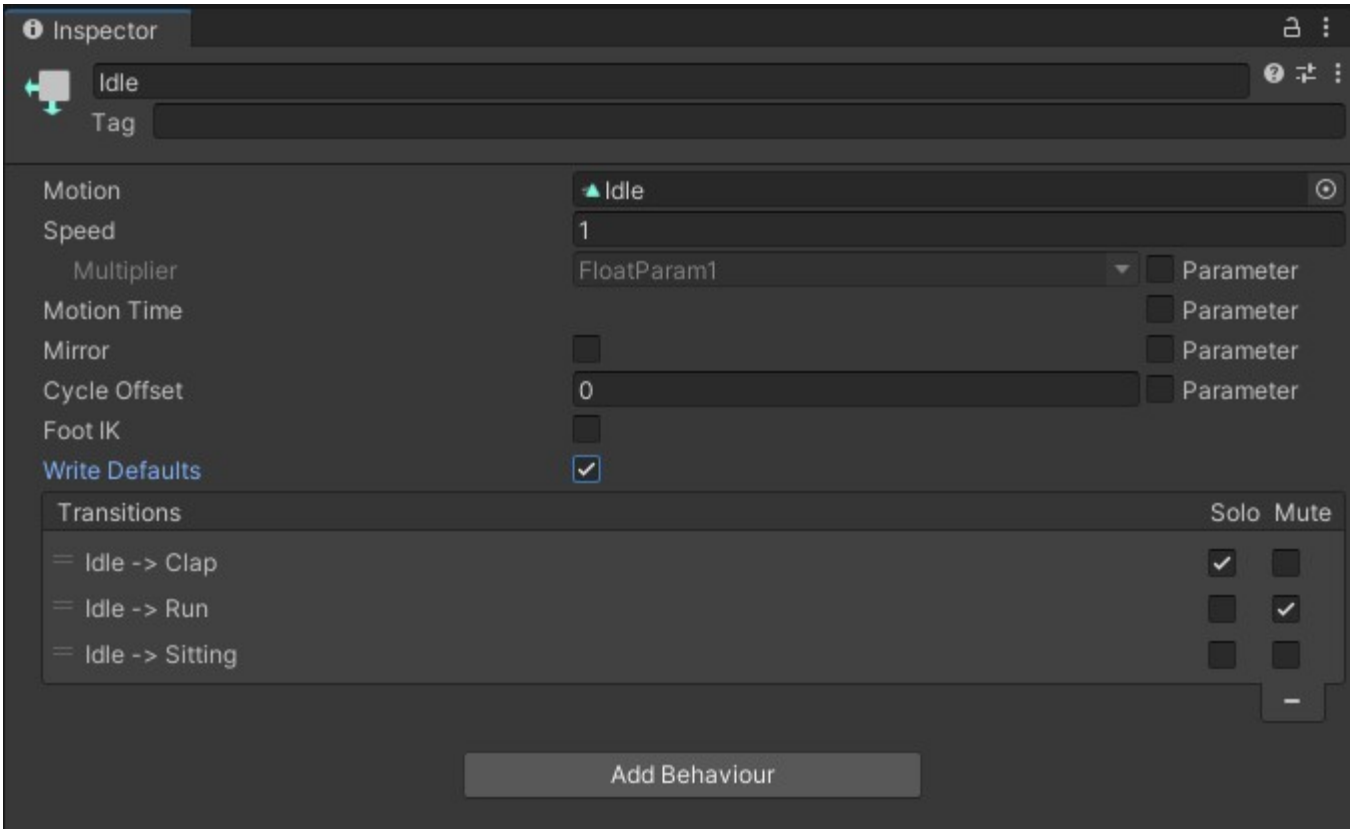 Inspector
Idle
Tag
Motion Idle
Speed 1
Multiplier FloatParam1 Parameter
Motion Time Parameter
Mirror Parameter
Cycle Offset 0 Parameter
Foot IK
Write Defaults
Transitions Solo Mute
Idle -> Clap
Idle -> Run
Idle -> Sitting
Add Behaviour